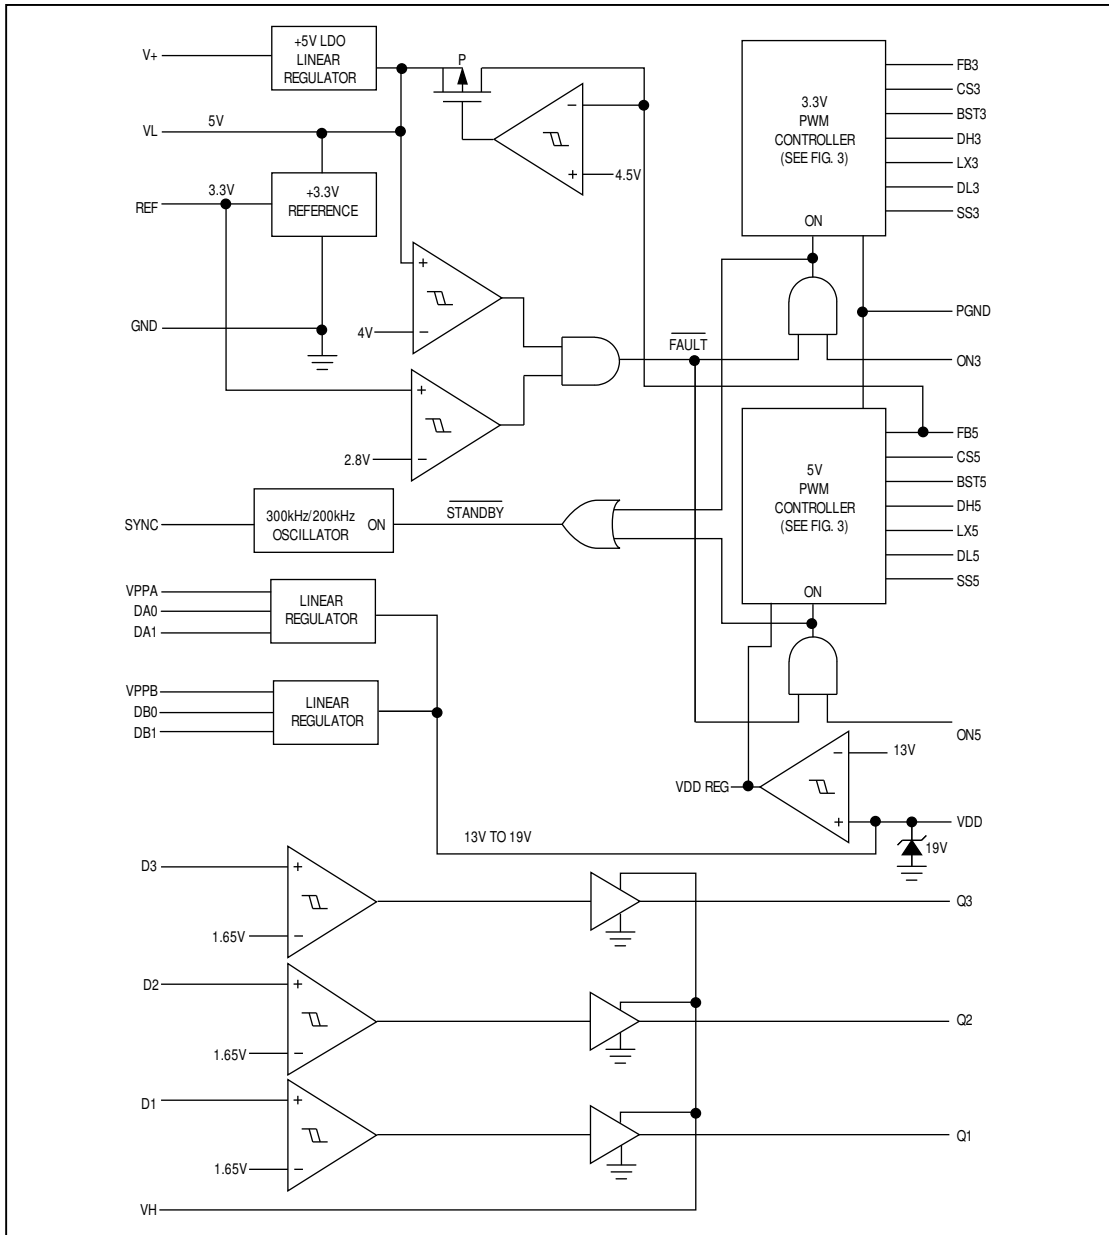 V+
+5V LDO
LINEAR
REGULATOR
P
−
+
4.5V
VL
5V
REF
3.3V
+3.3V
REFERENCE
GND
3.3V
PWM
CONTROLLER
(SEE FIG. 3)
ON
FB3
CS3
BST3
DH3
LX3
DL3
SS3
PGND
ON3
+
4V
−
+
2.8V
−
FAULT
5V
PWM
CONTROLLER
(SEE FIG. 3)
ON
FB5
CS5
BST5
DH5
LX5
DL5
SS5
ON5
SYNC
300kHz/200kHz
OSCILLATOR
ON
STANDBY
VPPA
DA0
DA1
LINEAR
REGULATOR
VPPB
DB0
DB1
LINEAR
REGULATOR
−
13V
VDD REG
+
VDD
19V
13V TO 19V
D3
+
1.65V
−
Q3
D2
+
1.65V
−
Q2
D1
+
1.65V
−
Q1
VH